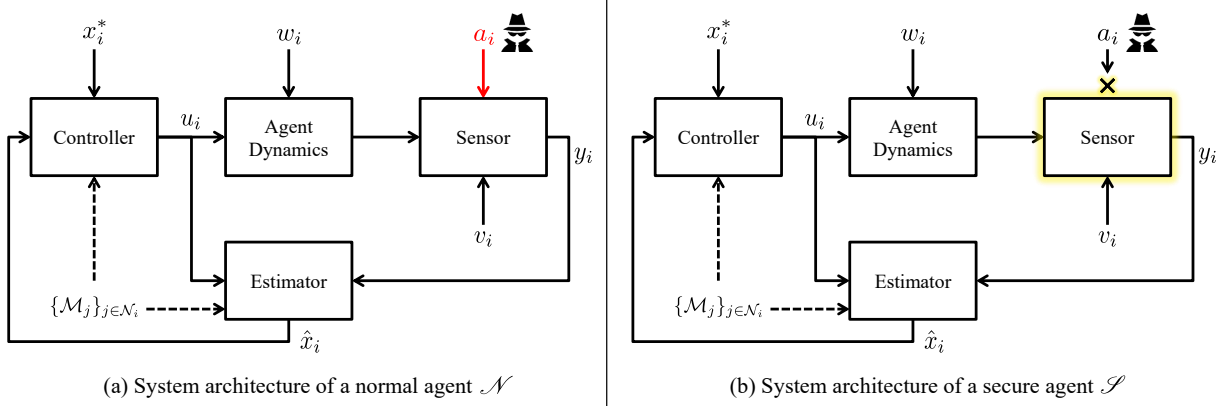 x_i^* w_i a_i
Controller u_i Agent Dynamics Sensor y_i
v_i
Estimator
{ℳ_j}_{j∈𝒩_i}
x̂_i
(a) System architecture of a normal agent 𝒩
x_i^* w_i a_i
Controller u_i Agent Dynamics Sensor y_i
v_i
Estimator
{ℳ_j}_{j∈𝒩_i}
x̂_i
(b) System architecture of a secure agent 𝒮